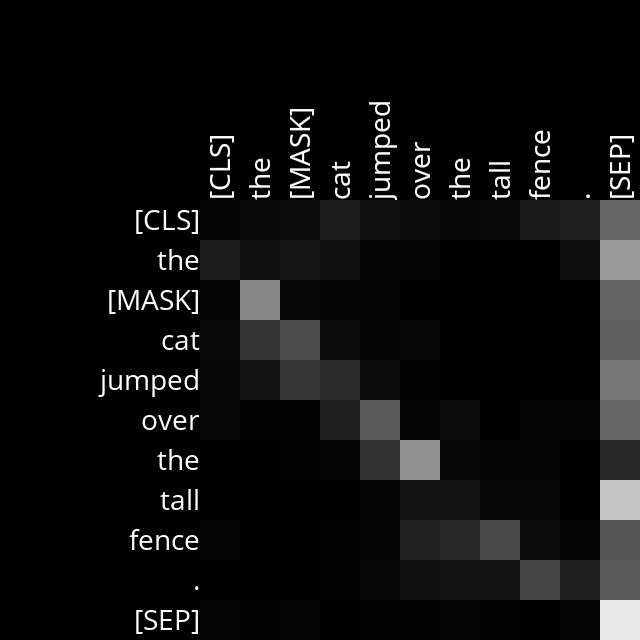 [CLS]
the
[MASK]
cat
jumped
over
the
tall
fence
.
[SEP]
[CLS]
the
[MASK]
cat
jumped
over
the
tall
fence
.
[SEP]